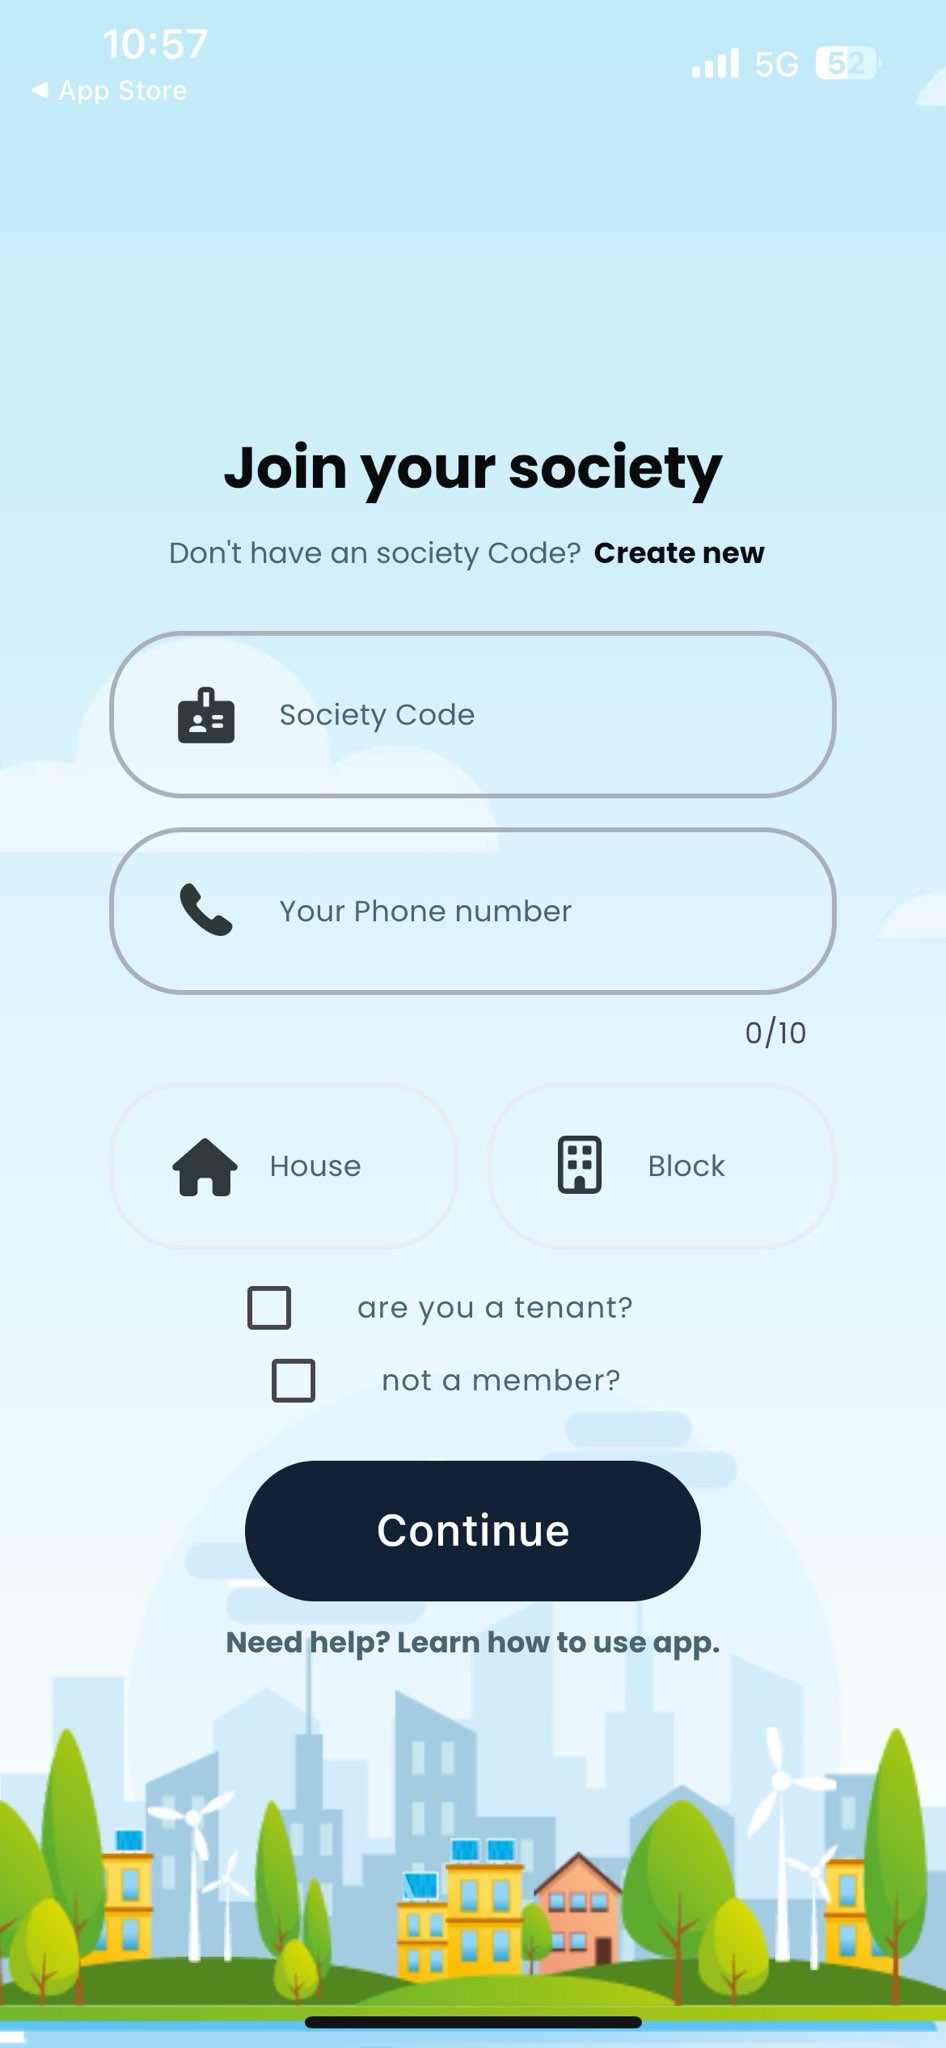 10:57
5G 52
◀ App Store
Join your society
Don't have an society Code? Create new
Society Code
Your Phone number
0/10
House Block
are you a tenant?
not a member?
Continue
Need help? Learn how to use app.